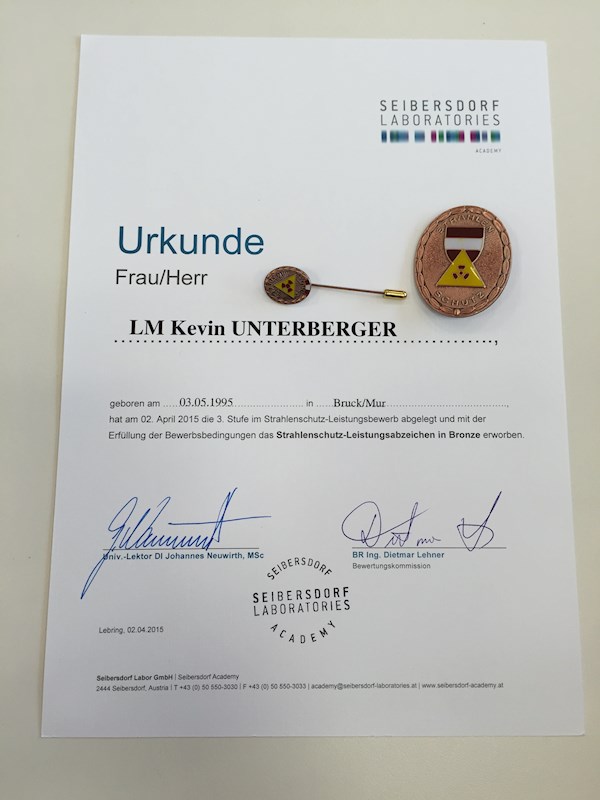 SEIBERSDORF
LABORATORIES
ACADEMY
Urkunde
Frau/Herr
STRAHLEN
SCHUTZ
LM Kevin UNTERBERGER,
geboren am 03.05.1995 in Bruck/Mur,
hat am 02. April 2015 die 3. Stufe im Strahlenschutz-Leistungsbewerb abgelegt und mit der
Erfüllung der Bewerbsbedingungen das Strahlenschutz-Leistungsabzeichen in Bronze erworben.
Univ.-Lektor DI Johannes Neuwirth, MSc
BR Ing. Dietmar Lehner
Bewertungskommission
SEIBERSDORF
SEIBERSDORF
LABORATORIES
ACADEMY
Lebring, 02.04.2015
Seibersdorf Labor GmbH | Seibersdorf Academy
2444 Seibersdorf, Austria | T +43 (0) 50 550-3030 | F +43 (0) 50 550-3033 | academy@seibersdorf-laboratories.at | www.seibersdorf-academy.at